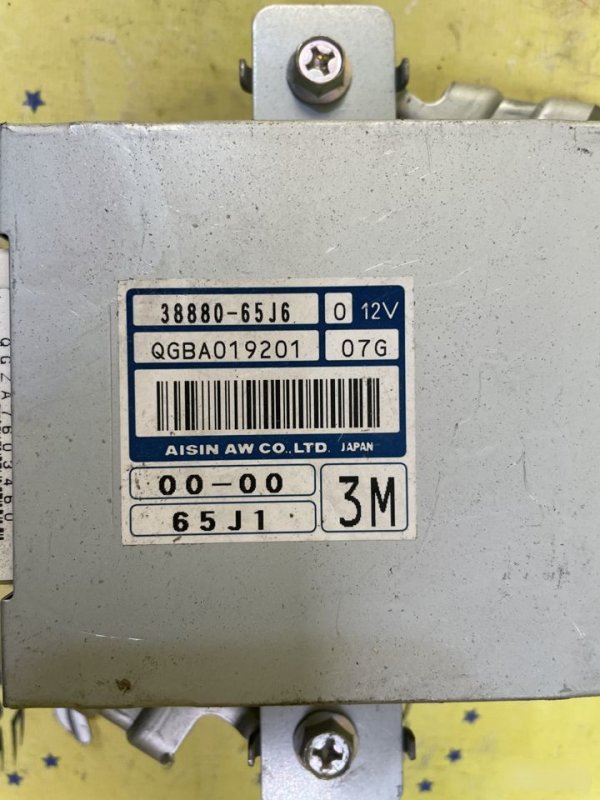 38880-65J6 0 12V
QGBA019201 07G
AISIN AW CO.,LTD. JAPAN
00-00
65J1
3M